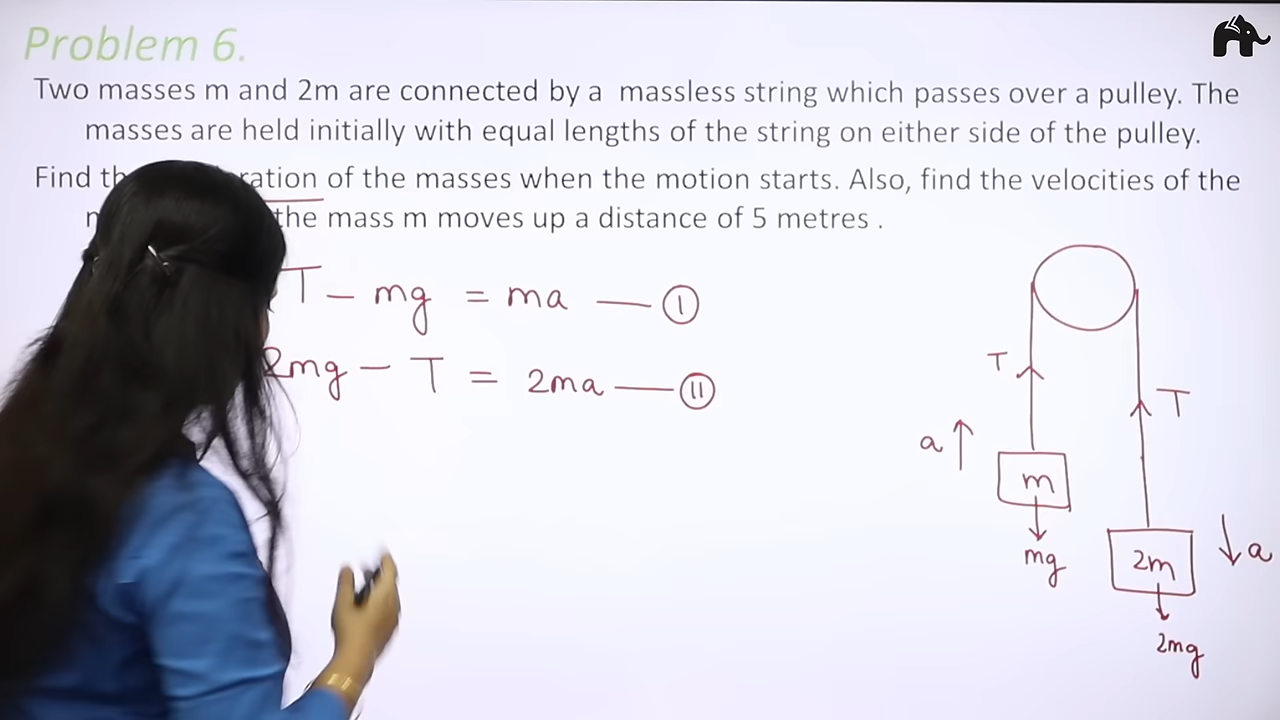 Problem 6.
Two masses m and 2m are connected by a massless string which passes over a pulley. The
masses are held initially with equal lengths of the string on either side of the pulley.
Find ration of the masses when the motion starts. Also, find the velocities of the
the mass m moves up a distance of 5 metres .
T - mg = ma — I
2mg - T = 2ma — II
T
T
a
m
mg
2m
a
2mg